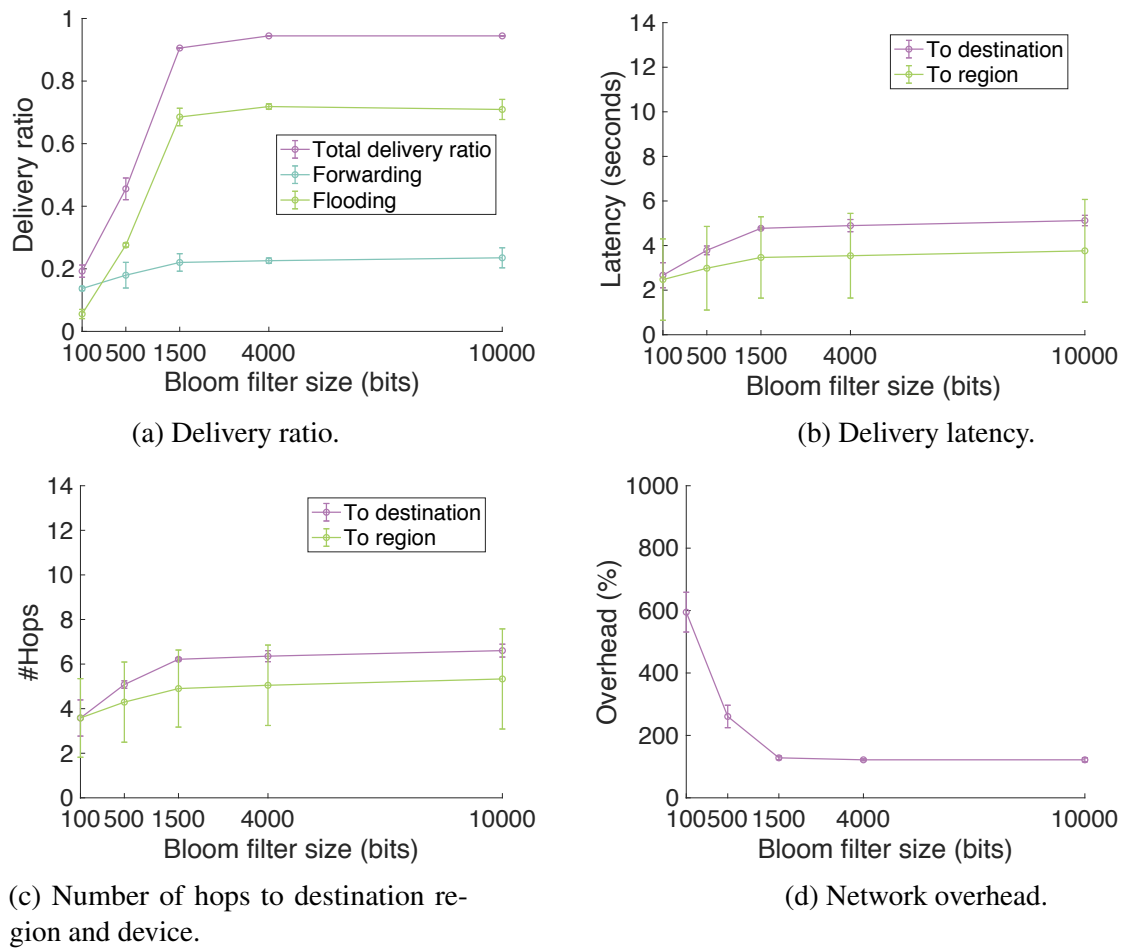 1
0.8
0.6
0.4
0.2
0
Delivery ratio
Total delivery ratio
Forwarding
Flooding
100 500 1500 4000 10000
Bloom filter size (bits)
(a) Delivery ratio.
14
12
10
8
6
4
2
0
Latency (seconds)
To destination
To region
100 500 1500 4000 10000
Bloom filter size (bits)
(b) Delivery latency.
14
12
10
8
6
4
2
0
#Hops
To destination
To region
100 500 1500 4000 10000
Bloom filter size (bits)
(c) Number of hops to destination re-
gion and device.
1000
800
600
400
200
0
Overhead (%)
100 500 1500 4000 10000
Bloom filter size (bits)
(d) Network overhead.